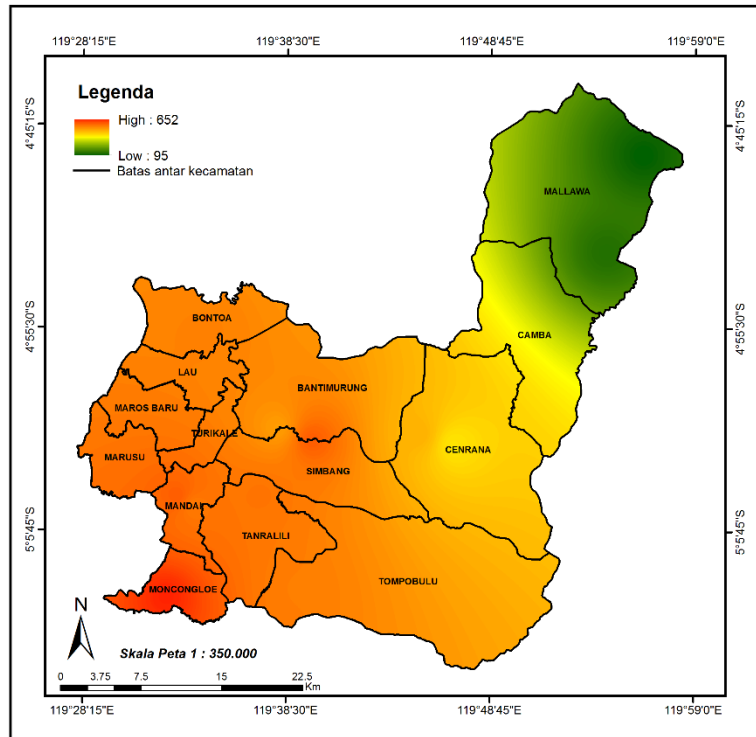 119°28'15"E 119°38'30"E 119°48'45"E 119°59'0"E
Legenda
High : 652
Low : 95
Batas antar kecamatan
4°45'15"S
4°45'15"S
MALLAWA
BONTOA
4°55'30"S
4°55'30"S
CAMBA
LAU
BANTIMURUNG
MAROS BARU
TURIKALE
CENRANA
MARUSU
SIMBANG
MANDAI
5°5'45"S
5°5'45"S
TANRALILI
TOMPOBULU
MONCONGLOE
N
Skala Peta 1 : 350.000
0 3.75 7.5 15 22.5
Km
119°28'15"E 119°38'30"E 119°48'45"E 119°59'0"E